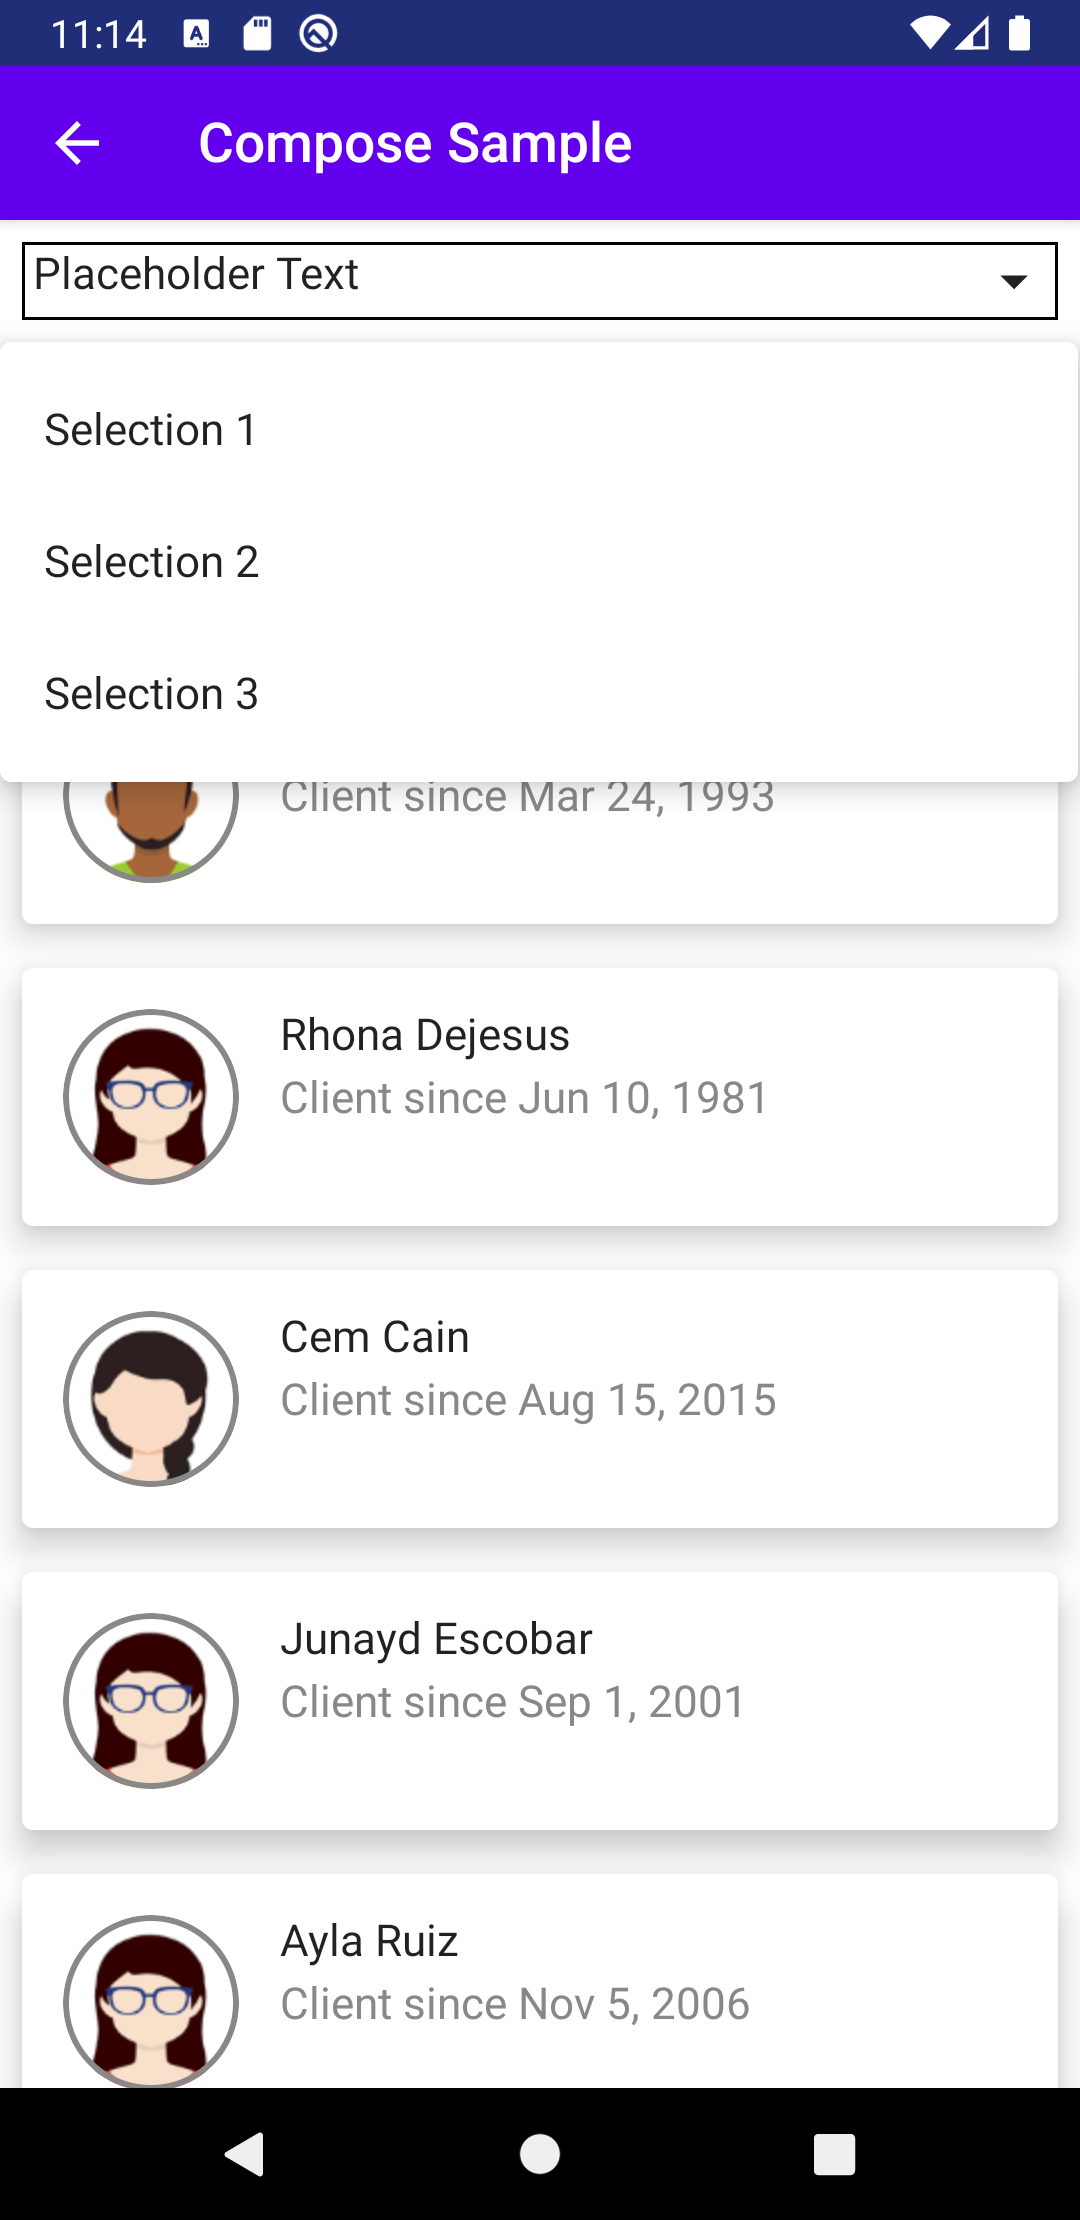 11:14
Compose Sample
Placeholder Text
Selection 1
Selection 2
Selection 3
Client since Mar 24, 1993
Rhona Dejesus
Client since Jun 10, 1981
Cem Cain
Client since Aug 15, 2015
Junayd Escobar
Client since Sep 1, 2001
Ayla Ruiz
Client since Nov 5, 2006